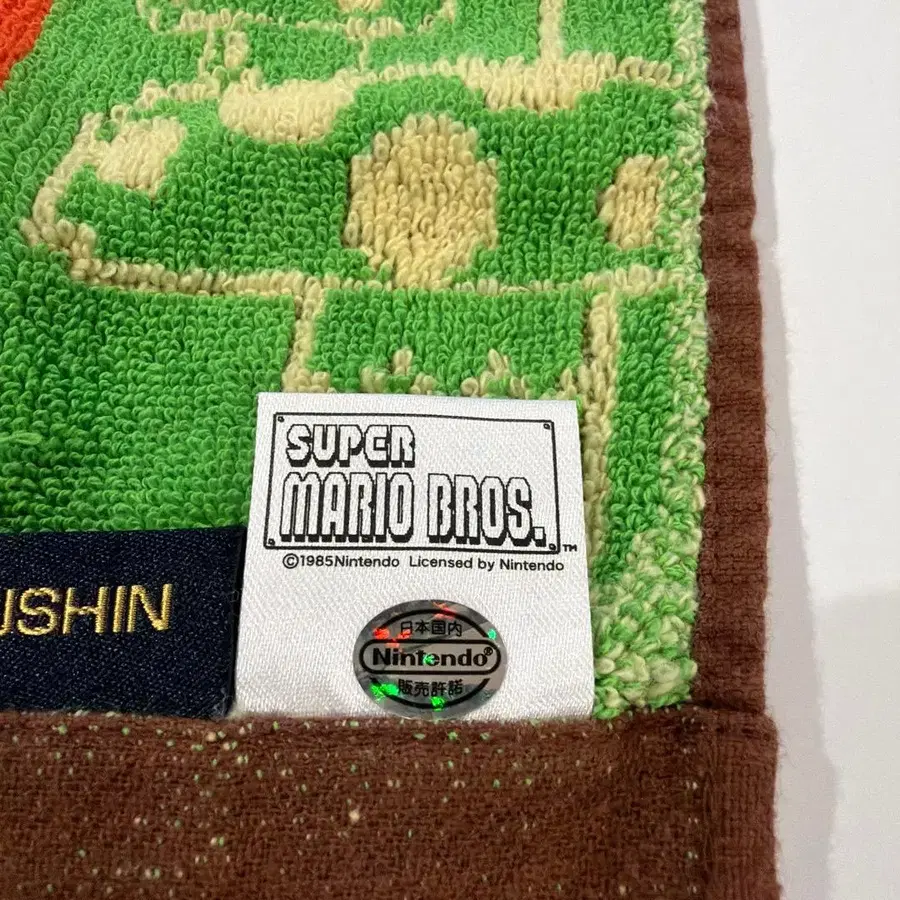 SUPER
MARIO BROS.™
©1985Nintendo Licensed by Nintendo
USHIN
日本国内
Nintendo®
販売許諾